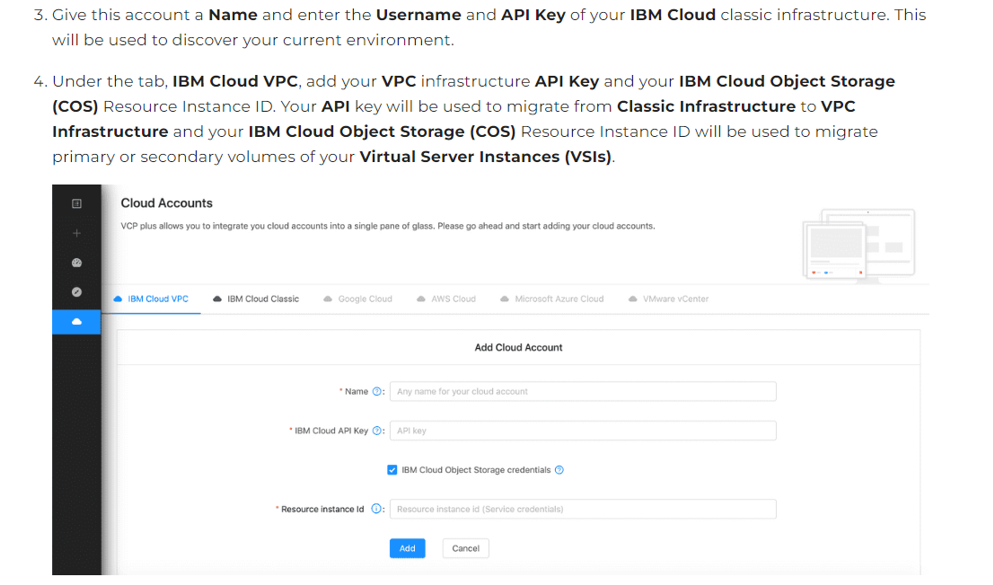 3. Give this account a Name and enter the Username and API Key of your IBM Cloud classic infrastructure. This
will be used to discover your current environment.
4. Under the tab, IBM Cloud VPC, add your VPC infrastructure API Key and your IBM Cloud Object Storage
(COS) Resource Instance ID. Your API key will be used to migrate from Classic Infrastructure to VPC
Infrastructure and your IBM Cloud Object Storage (COS) Resource Instance ID will be used to migrate
primary or secondary volumes of your Virtual Server Instances (VSIs).
Cloud Accounts
VCP plus allows you to integrate you cloud accounts into a single pane of glass. Please go ahead and start adding your cloud accounts.
IBM Cloud VPC IBM Cloud Classic Google Cloud AWS Cloud Microsoft Azure Cloud VMware vCenter
Add Cloud Account
* Name ?: Any name for your cloud account
* IBM Cloud API Key ?: API key
IBM Cloud Object Storage credentials ?
* Resource instance Id i: Resource instance id (Service credentials)
Add Cancel